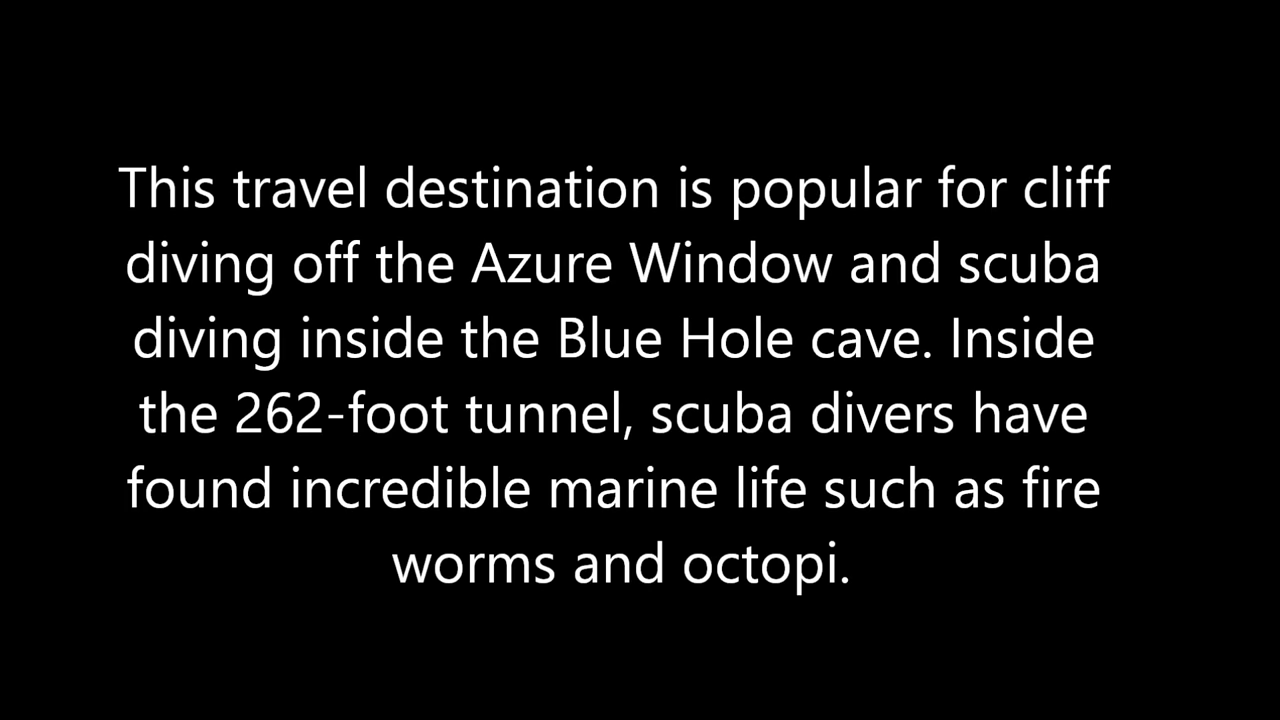 This travel destination is popular for cliff
diving off the Azure Window and scuba
diving inside the Blue Hole cave. Inside
the 262-foot tunnel, scuba divers have
found incredible marine life such as fire
worms and octopi.